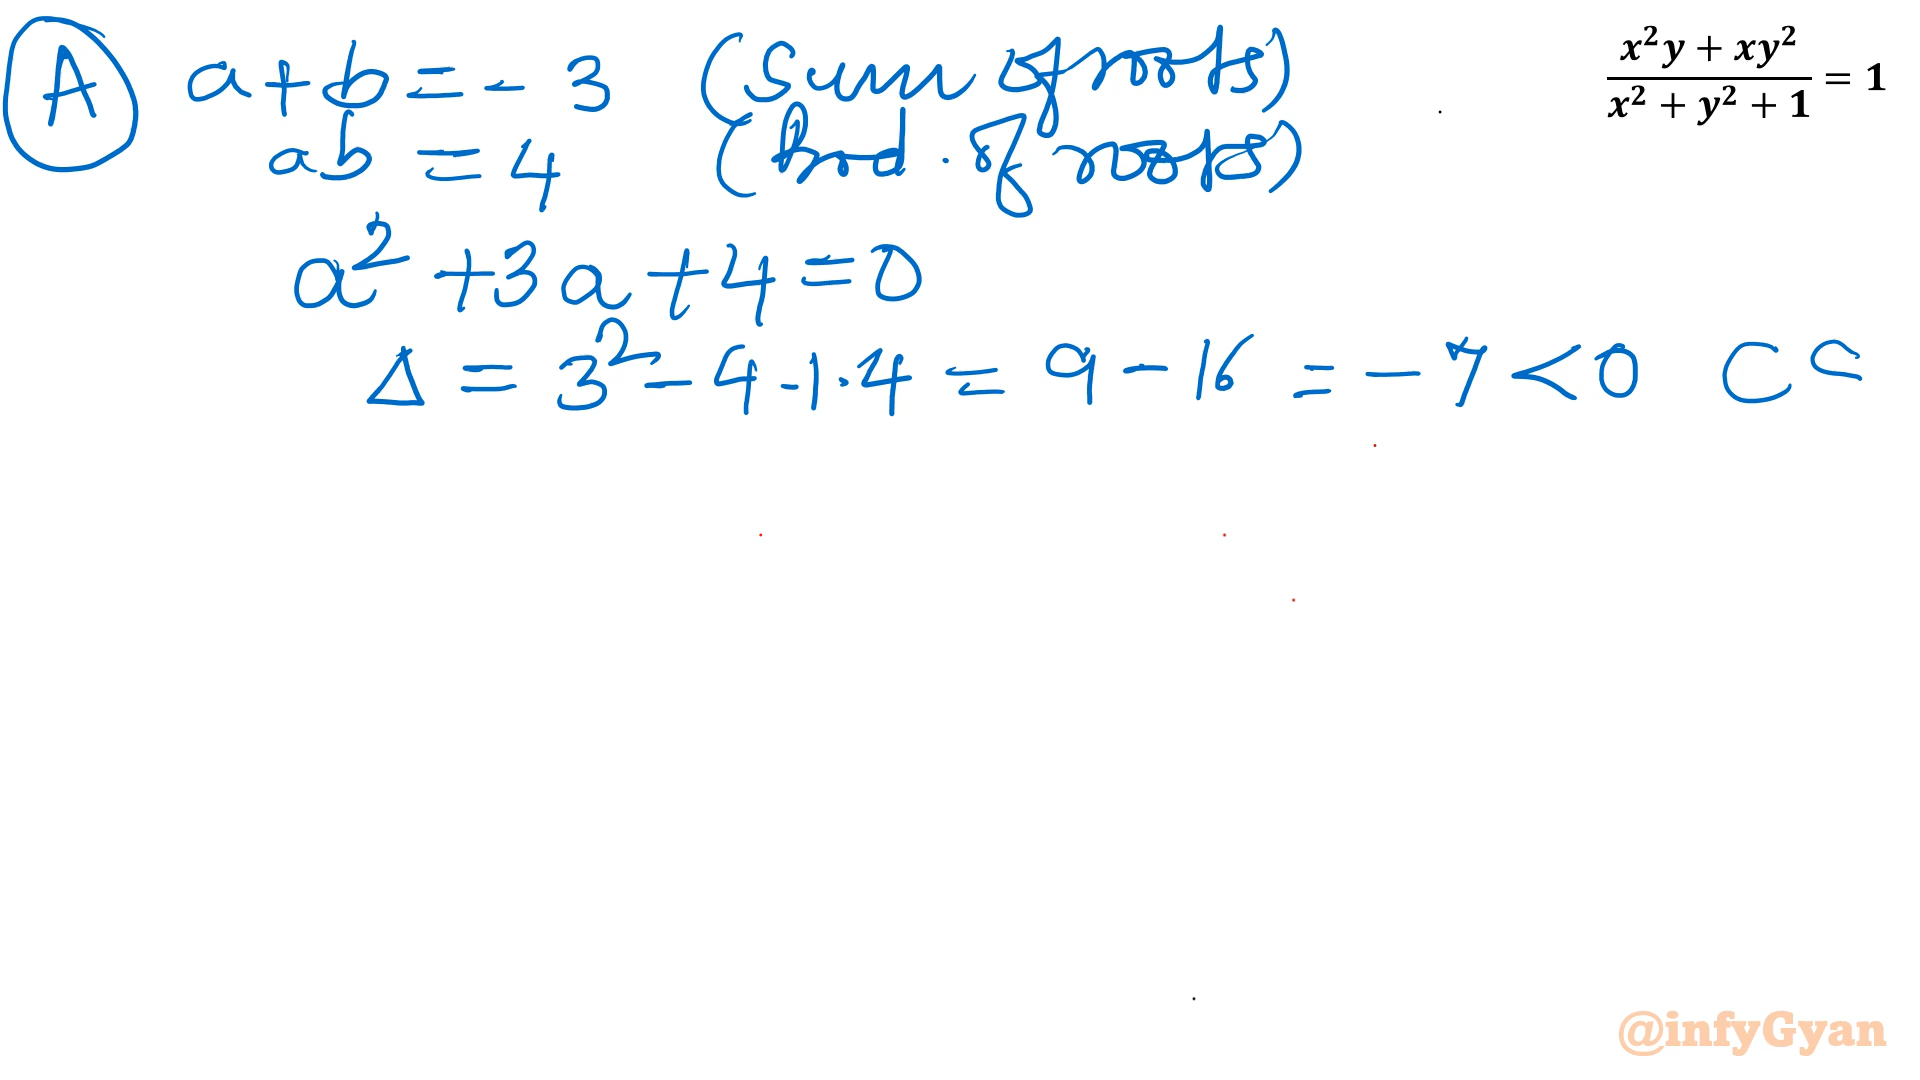 A a+b=-3 (Sum of roots)
ab=4 (Prod. of roots)
a²+3a+4=0
Δ=3²-4·1·4=9-16=-7<0 CC
x²y + xy²
x² + y² + 1
= 1
@infyGyan